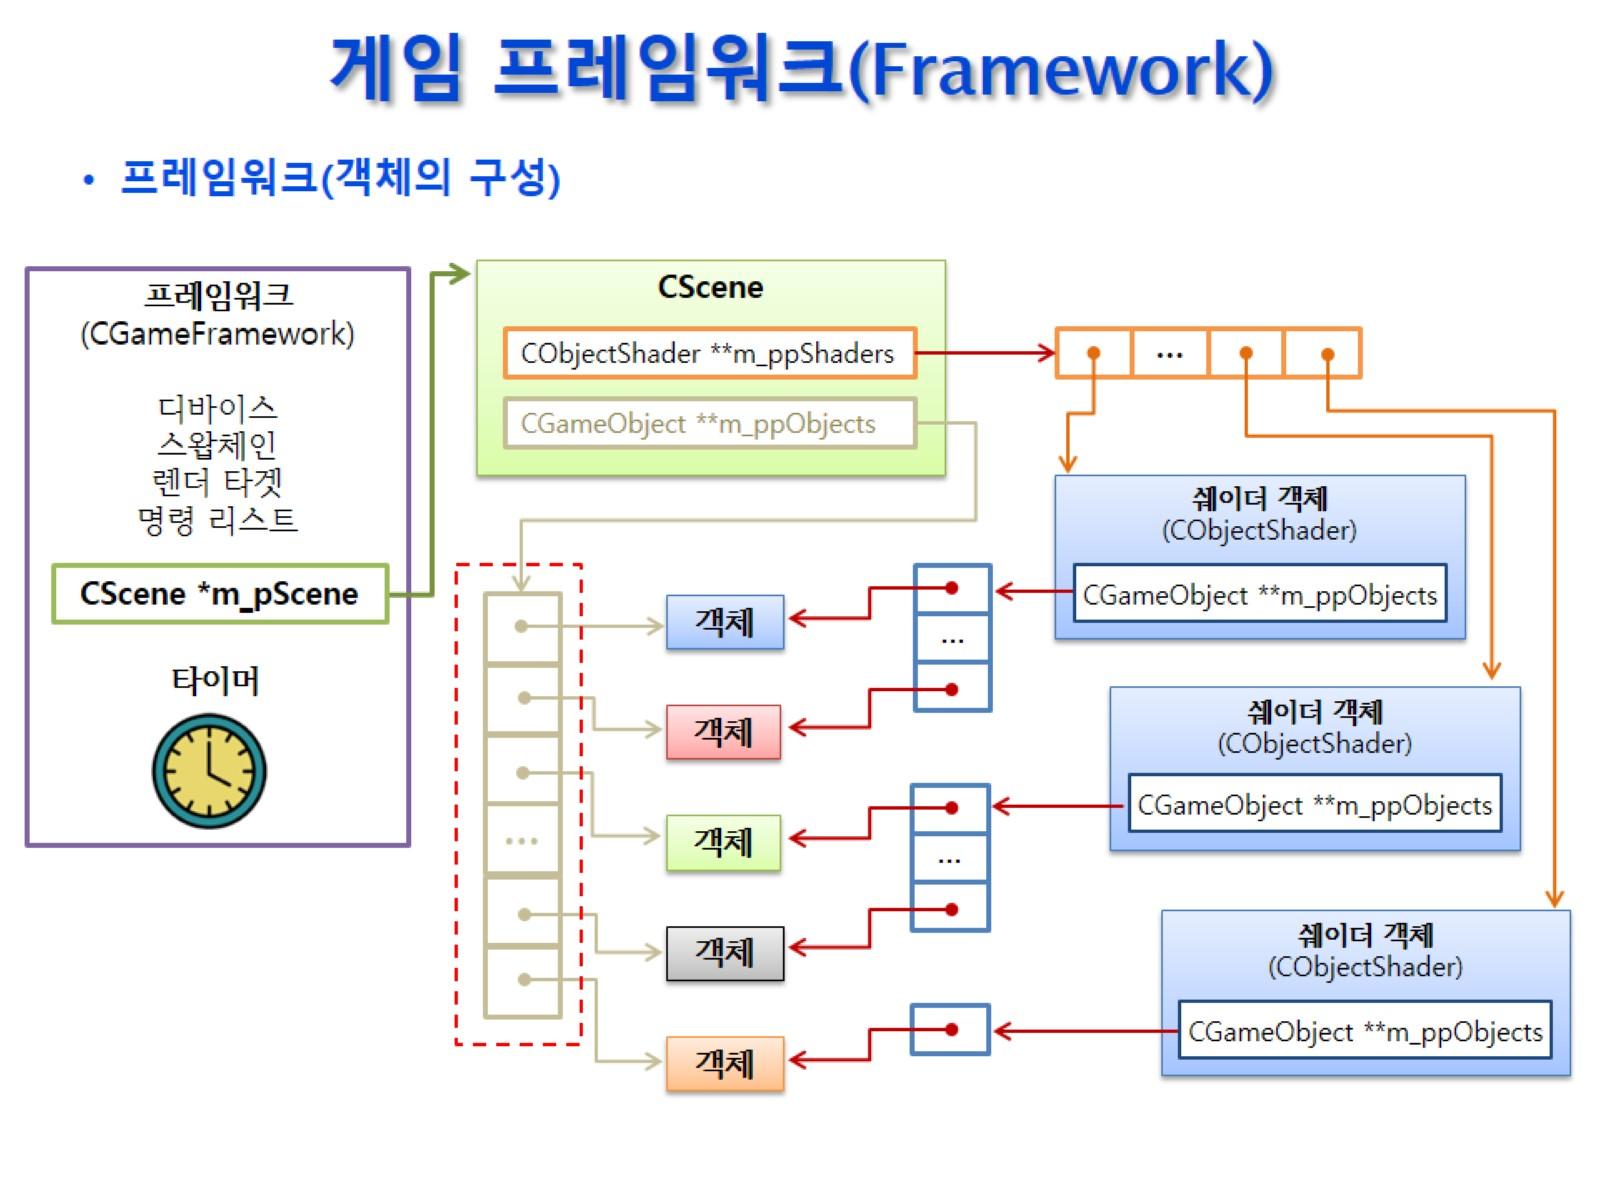 게임 프레임워크(Framework)
• 프레임워크(객체의 구성)
프레임워크
(CGameFramework)
디바이스
스왑체인
렌더 타겟
명령 리스트
CScene *m_pScene
타이머
CScene
CObjectShader **m_ppShaders
CGameObject **m_ppObjects
...
쉐이더 객체
(CObjectShader)
CGameObject **m_ppObjects
쉐이더 객체
(CObjectShader)
CGameObject **m_ppObjects
쉐이더 객체
(CObjectShader)
CGameObject **m_ppObjects
...
객체
객체
객체
객체
객체
...
...